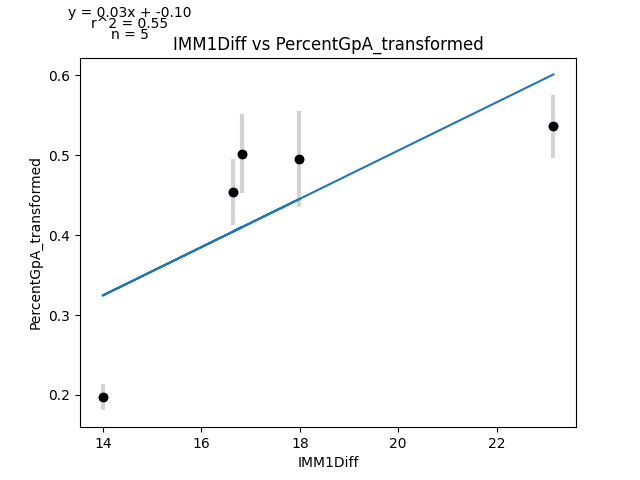 y = 0.03x + -0.10
r^2 = 0.55
n = 5
IMM1Diff vs PercentGpA_transformed
0.6
0.5
0.4
0.3
0.2
PercentGpA_transformed
14 16 18 20 22
IMM1Diff